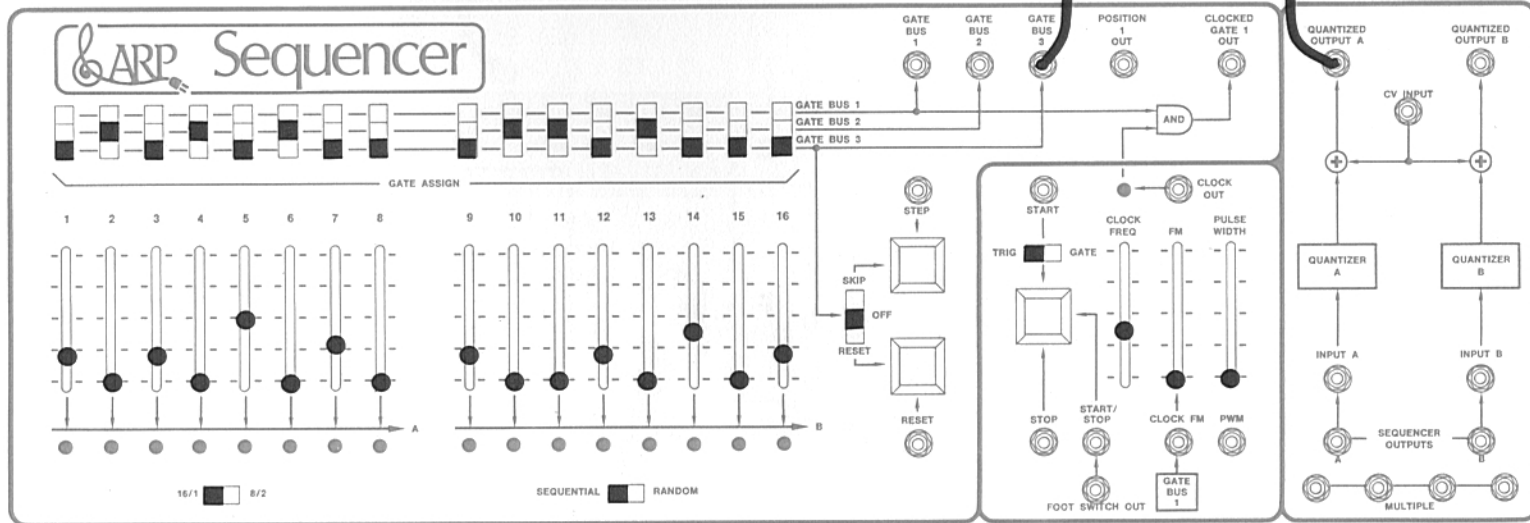 ARP Sequencer
GATE BUS 1
GATE BUS 2
GATE BUS 3
POSITION 1 OUT
CLOCKED GATE 1 OUT
QUANTIZED OUTPUT A
QUANTIZED OUTPUT B
CV INPUT
GATE BUS 1
GATE BUS 2
GATE BUS 3
AND
GATE ASSIGN
1 2 3 4 5 6 7 8 9 10 11 12 13 14 15 16
STEP
START
CLOCK OUT
CLOCK FREQ
FM
PULSE WIDTH
TRIG GATE
QUANTIZER A
QUANTIZER B
SKIP
OFF
RESET
INPUT A
INPUT B
RESET
STOP
START/STOP
CLOCK FM
PWM
A
B
SEQUENCER OUTPUTS
A
B
16/1 8/2
SEQUENTIAL RANDOM
FOOT SWITCH OUT
GATE BUS 1
MULTIPLE